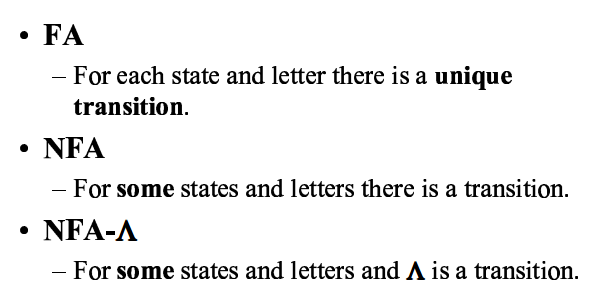 • FA
– For each state and letter there is a unique
transition.
• NFA
– For some states and letters there is a transition.
• NFA-Λ
– For some states and letters and Λ is a transition.